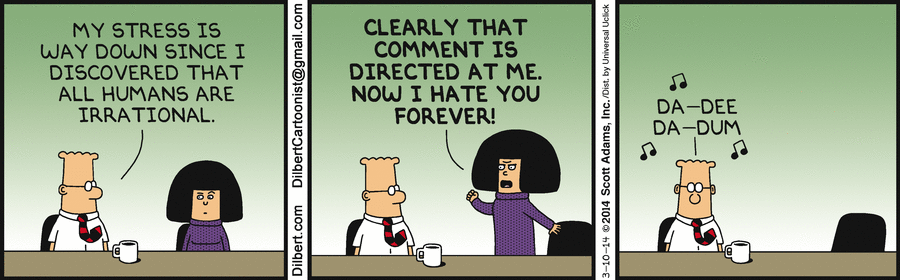 MY STRESS IS
WAY DOWN SINCE I
DISCOVERED THAT
ALL HUMANS ARE
IRRATIONAL.
Dilbert.com DilbertCartoonist@gmail.com
CLEARLY THAT
COMMENT IS
DIRECTED AT ME.
NOW I HATE YOU
FOREVER!
3-10-14 ©2014 Scott Adams, Inc. /Dist. by Universal Uclick
DA-DEE
DA-DUM